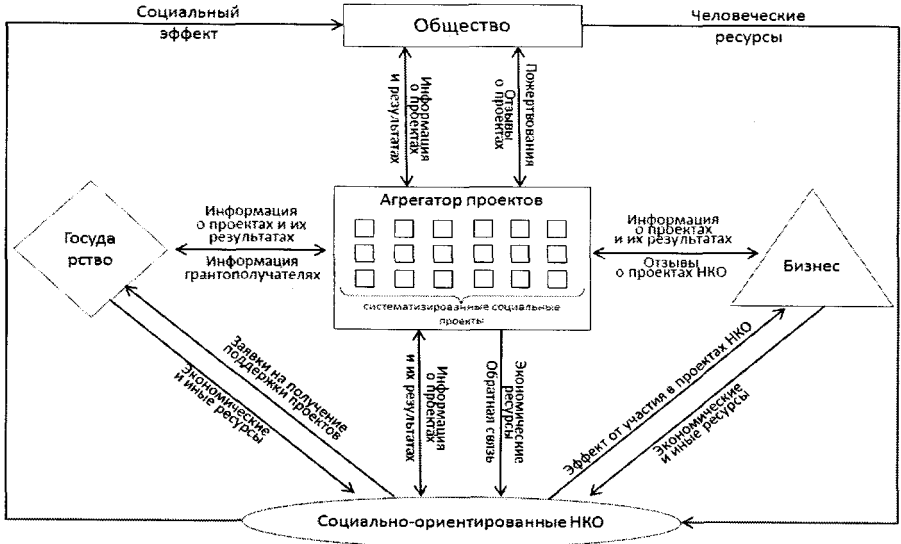 Социальный
эффект
Общество
Человеческие
ресурсы
Информация
о проектах
и результатах
Пожертвования
Отзывы
о проектах
Агрегатор проектов
систематизированные социальные
проекты
Госуда
рство
Информация
о проектах и их
результатах
Информация
грантополучателях
Информация
о проектах
и их результатах
Отзывы
о проектах НКО
Бизнес
Заявки на получение
поддержки проектов
Экономические
и иные ресурсы
Информация
о проектах
и их результатах
Экономические
ресурсы
Обратная связь
Эффект от участия в проектах НКО
Экономические
и иные ресурсы
Социально-ориентированные НКО